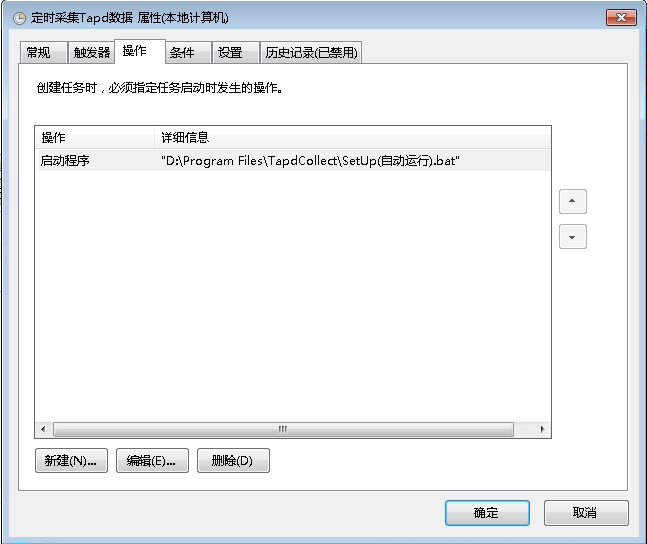 定时采集Tapd数据 属性(本地计算机)
常规 触发器 操作 条件 设置 历史记录(已禁用)
创建任务时，必须指定任务启动时发生的操作。
操作 详细信息
启动程序 "D:\Program Files\TapdCollect\SetUp(自动运行).bat"
新建(N)... 编辑(E)... 删除(D)
确定 取消